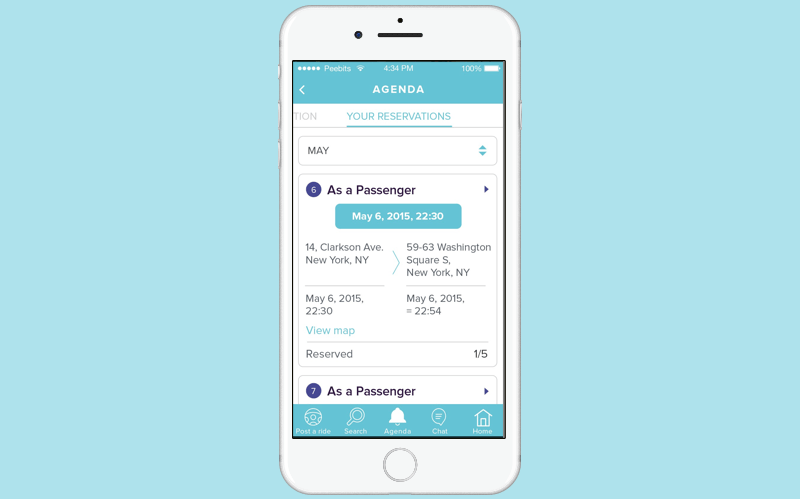 Peebits 4:34 PM 100%
AGENDA
TION YOUR RESERVATIONS
MAY
6 As a Passenger
May 6, 2015, 22:30
14, Clarkson Ave.
New York, NY
59-63 Washington
Square S,
New York, NY
May 6, 2015,
22:30
May 6, 2015,
= 22:54
View map
Reserved 1/5
7 As a Passenger
Post a ride Search Agenda Chat Home